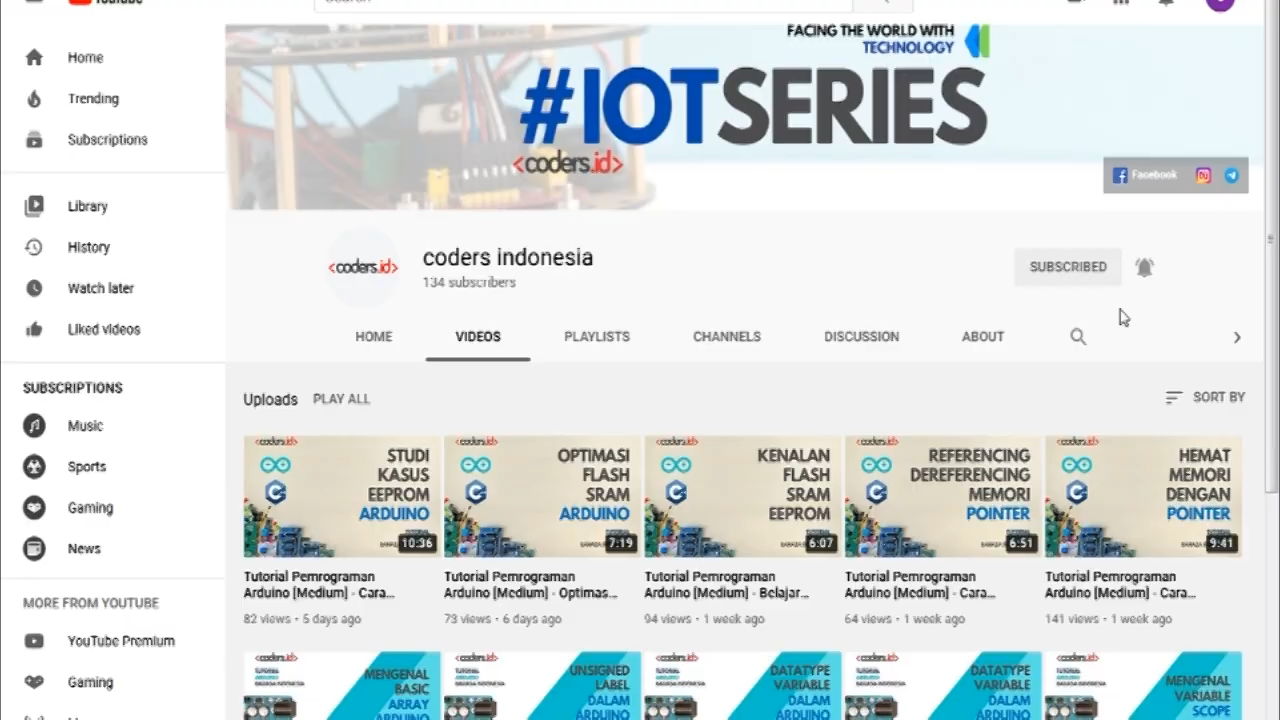 YouTube
Search
Home
Trending
Subscriptions
Library
History
Watch later
Liked videos
SUBSCRIPTIONS
Music
Sports
Gaming
News
MORE FROM YOUTUBE
YouTube Premium
Gaming
FACING THE WORLD WITH
TECHNOLOGY
#IOTSERIES
<coders.id>
Facebook
<coders.id>
coders indonesia
134 subscribers
SUBSCRIBED
HOME
VIDEOS
PLAYLISTS
CHANNELS
DISCUSSION
ABOUT
Uploads
PLAY ALL
SORT BY
<coders.id>
STUDI
KASUS
EEPROM
ARDUINO
10:36
Tutorial Pemrograman
Arduino [Medium] - Cara...
82 views • 5 days ago
<coders.id>
OPTIMASI
FLASH
SRAM
ARDUINO
7:19
Tutorial Pemrograman
Arduino [Medium] - Optimas...
73 views • 6 days ago
<coders.id>
KENALAN
FLASH
SRAM
EEPROM
6:07
Tutorial Pemrograman
Arduino [Medium] - Belajar...
94 views • 1 week ago
<coders.id>
REFERENCING
DEREFERENCING
MEMORI
POINTER
6:51
Tutorial Pemrograman
Arduino [Medium] - Cara...
64 views • 1 week ago
<coders.id>
HEMAT
MEMORI
DENGAN
POINTER
9:41
Tutorial Pemrograman
Arduino [Medium] - Cara...
141 views • 1 week ago
<coders.id>
MENGENAL
BASIC
ARRAY
ARDUINO
<coders.id>
UNSIGNED
LABEL
DALAM
ARDUINO
<coders.id>
DATATYPE
VARIABLE
DALAM
ARDUINO
<coders.id>
DATATYPE
VARIABLE
DALAM
ARDUINO
<coders.id>
MENGENAL
VARIABLE
SCOPE